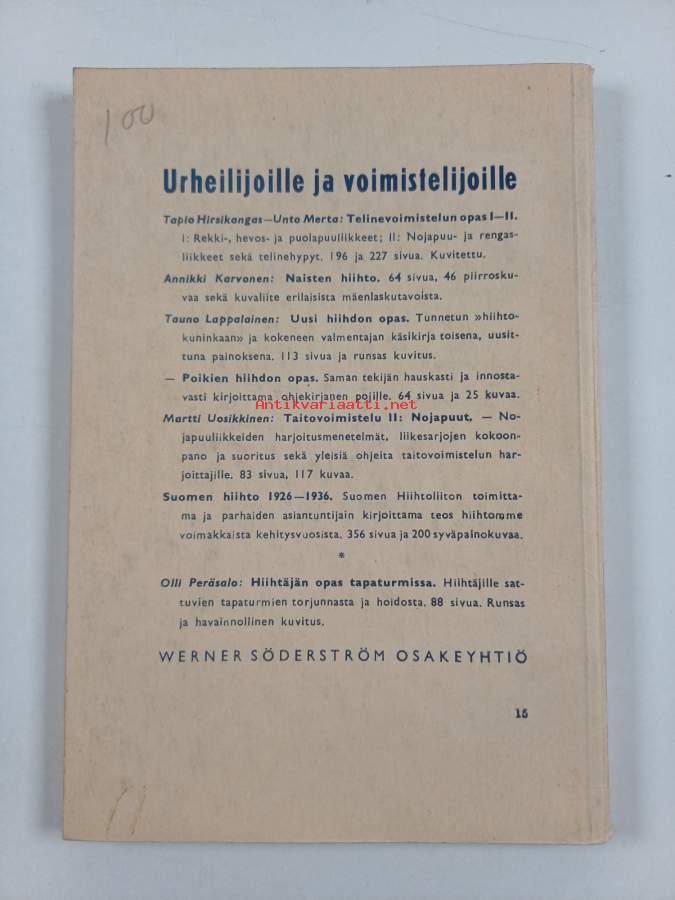 100
Urheilijoille ja voimistelijoille
Tapio Hirsikangas—Unto Merta: Telinevoimistelun opas I—II.
I: Rekki-, hevos- ja puolapuuliikkeet; II: Nojapuu- ja rengas-
liikkeet sekä telinehypyt. 196 ja 227 sivua. Kuvitettu.
Annikki Karvonen: Naisten hiihto. 64 sivua, 46 piirrosku-
vaa sekä kuvaliite erilaisista mäenlaskutavoista.
Tauno Lappalainen: Uusi hiihdon opas. Tunnetun »hiihto-
kuninkaan» ja kokeneen valmentajan käsikirja toisena, uusit-
tuna painoksena. 113 sivua ja runsas kuvitus.
— Poikien hiihdon opas. Saman tekijän hauskasti ja innosta-
vasti kirjoittama ohjekirjanen pojille. 64 sivua ja 25 kuvaa.
Antikvariaatti.net
Martti Uosikkinen: Taitovoimistelu II: Nojapuut. — No-
japuuliikkeiden harjoitusmenetelmät, liikesarjojen kokoon-
pano ja suoritus sekä yleisiä ohjeita taitovoimistelun har-
joittajille. 83 sivua, 117 kuvaa.
Suomen hiihto 1926—1936. Suomen Hiihtoliiton toimitta-
ma ja parhaiden asiantuntijain kirjoittama teos hiihtomme
voimakkaista kehitysvuosista. 356 sivua ja 200 syväpainokuvaa.
*
Olli Peräsalo: Hiihtäjän opas tapaturmissa. Hiihtäjille sat-
tuvien tapaturmien torjunnasta ja hoidosta. 88 sivua. Runsas
ja havainnollinen kuvitus.
WERNER SÖDERSTRÖM OSAKEYHTIÖ
15